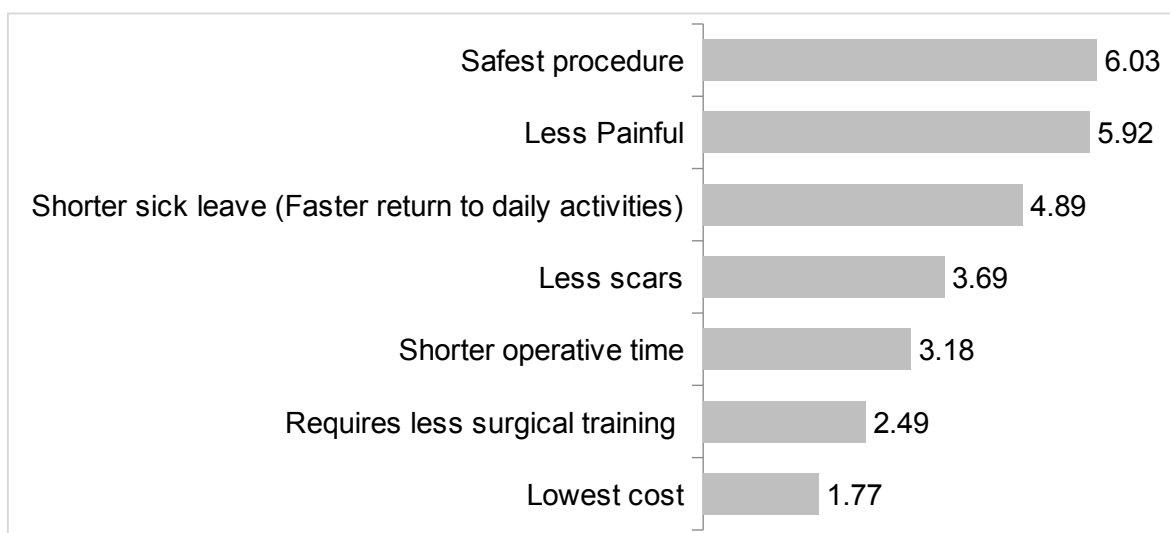 Safest procedure 6.03
Less Painful 5.92
Shorter sick leave (Faster return to daily activities) 4.89
Less scars 3.69
Shorter operative time 3.18
Requires less surgical training 2.49
Lowest cost 1.77